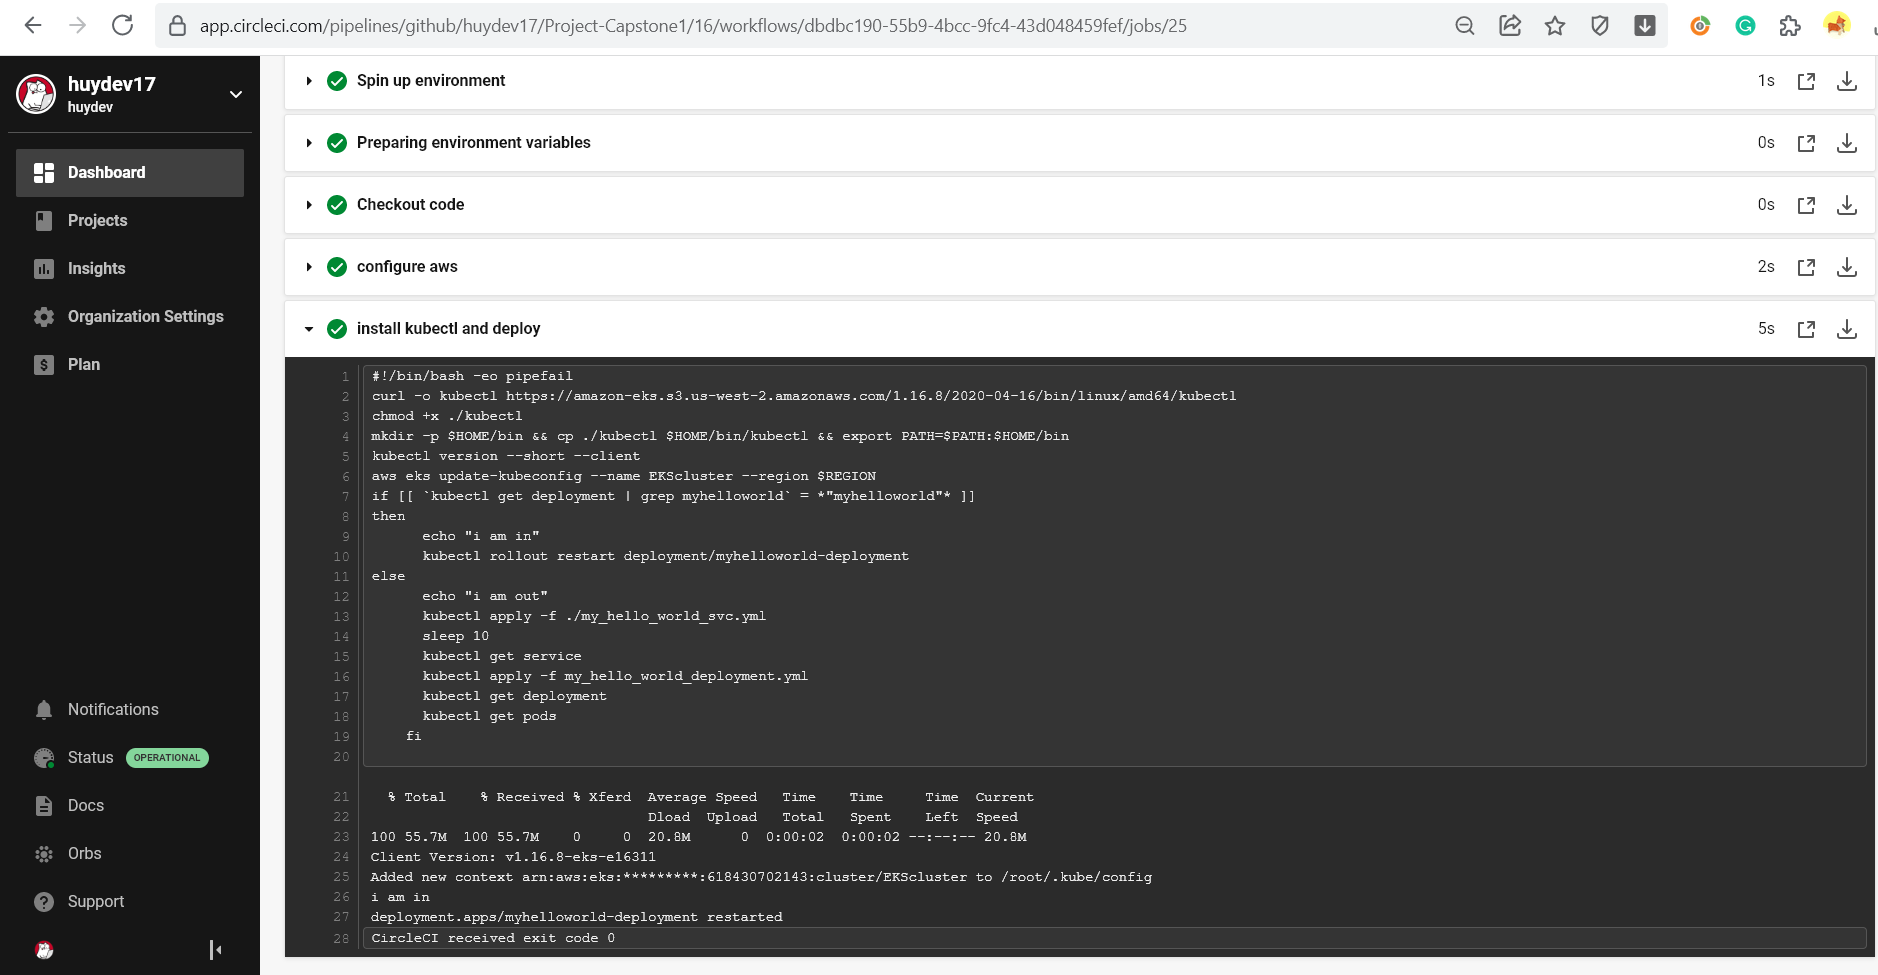 app.circleci.com/pipelines/github/huydev17/Project-Capstone1/16/workflows/dbdbc190-55b9-4bcc-9fc4-43d048459fef/jobs/25
huydev17
huydev
Dashboard
Projects
Insights
Organization Settings
$ Plan
Notifications
Status OPERATIONAL
Docs
Orbs
? Support
Spin up environment 1s
Preparing environment variables 0s
Checkout code 0s
configure aws 2s
install kubectl and deploy 5s
1 #!/bin/bash -eo pipefail
2 curl -o kubectl https://amazon-eks.s3.us-west-2.amazonaws.com/1.16.8/2020-04-16/bin/linux/amd64/kubectl
3 chmod +x ./kubectl
4 mkdir -p $HOME/bin && cp ./kubectl $HOME/bin/kubectl && export PATH=$PATH:$HOME/bin
5 kubectl version --short --client
6 aws eks update-kubeconfig --name EKScluster --region $REGION
7 if [[ `kubectl get deployment | grep myhelloworld` = *"myhelloworld"* ]]
8 then
9 echo "i am in"
10 kubectl rollout restart deployment/myhelloworld-deployment
11 else
12 echo "i am out"
13 kubectl apply -f ./my_hello_world_svc.yml
14 sleep 10
15 kubectl get service
16 kubectl apply -f my_hello_world_deployment.yml
17 kubectl get deployment
18 kubectl get pods
19 fi
20
21 % Total % Received % Xferd Average Speed Time Time Time Current
22 Dload Upload Total Spent Left Speed
23 100 55.7M 100 55.7M 0 0 20.8M 0 0:00:02 0:00:02 --:--:-- 20.8M
24 Client Version: v1.16.8-eks-e16311
25 Added new context arn:aws:eks:*********:618430702143:cluster/EKScluster to /root/.kube/config
26 i am in
27 deployment.apps/myhelloworld-deployment restarted
28 CircleCI received exit code 0